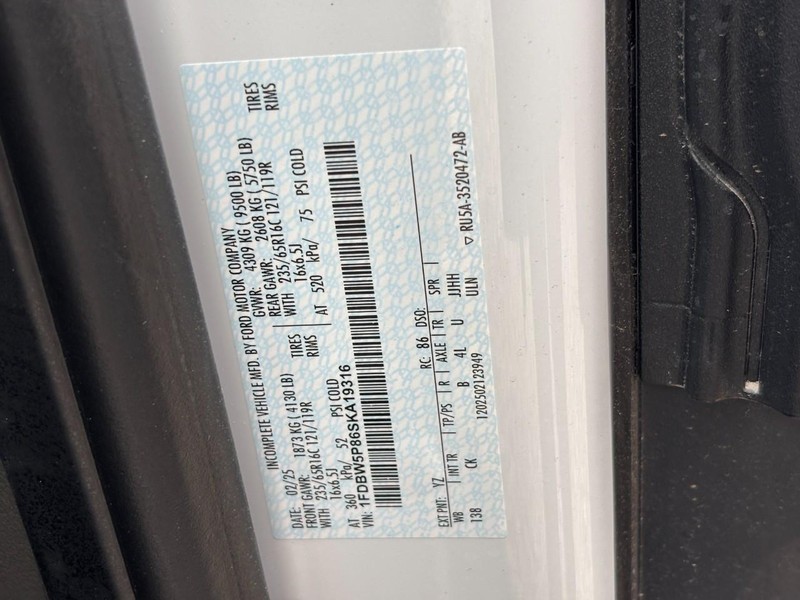 INCOMPLETE VEHICLE MFD. BY FORD MOTOR COMPANY
DATE: 02/25 GVWR: 4309 KG ( 9500 LB)
FRONT GAWR: 1873 KG ( 4130 LB) REAR GAWR: 2608 KG ( 5750 LB)
WITH 235/65R16C 121/119R TIRES WITH 235/65R16C 121/119R TIRES
16x6.5J RIMS 16x6.5J RIMS
AT 360 kPa/ 52 PSI COLD AT 520 kPa/ 75 PSI COLD
VIN: 1FDBW5P86SKA19316
EXT PNT: YZ RC: 86 DSO:
WB INT TR TP/PS R AXLE TR SPR
138 CK B 4L U JJHH
1202502123949 ULN
▽ RU5A-3520472-AB